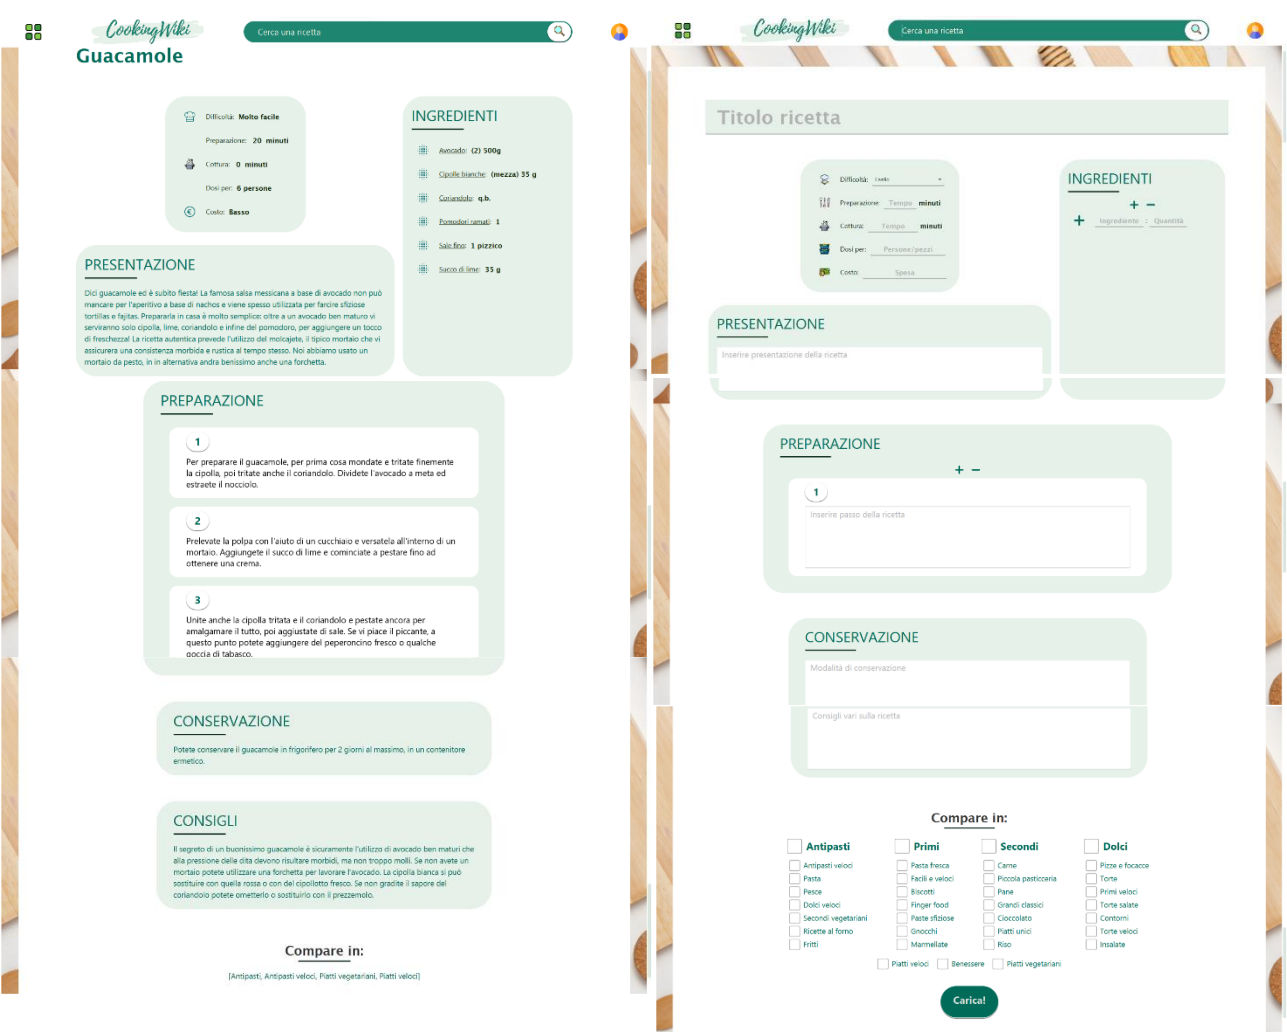 CookingWiki
Cerca una ricetta
Guacamole
Difficoltà: Molto facile
Preparazione: 20 minuti
Cottura: 0 minuti
Dosi per: 6 persone
Costo: Basso
INGREDIENTI
Avocado: (2) 500g
Cipolle bianche: (mezza) 35 g
Coriandolo: q.b.
Pomodori ramati: 1
Sale fino: 1 pizzico
Succo di lime: 35 g
PRESENTAZIONE
Dici guacamole ed è subito fiesta! La famosa salsa messicana a base di avocado non può
mancare per l'aperitivo a base di nachos e viene spesso utilizzata per farcire sfiziose
tortillas e fajitas. Prepararla in casa è molto semplice: oltre a un avocado ben maturo vi
serviranno solo cipolla, lime, coriandolo e infine del pomodoro, per aggiungere un tocco
di freschezza! La ricetta autentica prevede l'utilizzo del molcajete, il tipico mortaio che vi
assicurera una consistenza morbida e rustica al tempo stesso. Noi abbiamo usato un
mortaio da pesto, in in alternativa andra benissimo anche una forchetta.
PREPARAZIONE
1
Per preparare il guacamole, per prima cosa mondate e tritate finemente
la cipolla, poi tritate anche il coriandolo. Dividete l'avocado a meta ed
estraete il nocciolo.
2
Prelevate la polpa con l'aiuto di un cucchiaio e versatela all'interno di un
mortaio. Aggiungete il succo di lime e cominciate a pestare fino ad
ottenere una crema.
3
Unite anche la cipolla tritata e il coriandolo e pestate ancora per
amalgamare il tutto, poi aggiustate di sale. Se vi piace il piccante, a
questo punto potete aggiungere del peperoncino fresco o qualche
goccia di tabasco.
CONSERVAZIONE
Potete conservare il guacamole in frigorifero per 2 giorni al massimo, in un contenitore
ermetico.
CONSIGLI
Il segreto di un buonissimo guacamole è sicuramente l'utilizzo di avocado ben maturi che
alla pressione delle dita devono risultare morbidi, ma non troppo molli. Se non avete un
mortaio potete utilizzare una forchetta per lavorare l'avocado. La cipolla bianca si può
sostituire con quella rossa o con del cipollotto fresco. Se non gradite il sapore del
coriandolo potete ometterlo o sostituirlo con il prezzemolo.
Compare in:
[Antipasti, Antipasti veloci, Piatti vegetariani, Piatti veloci]
CookingWiki
Cerca una ricetta
Titolo ricetta
Difficoltà: Livello
Preparazione: Tempo minuti
Cottura: Tempo minuti
Dosi per: Persone/pezzi
Costo: Spesa
INGREDIENTI
+ −
+ Ingrediente : Quantità
PRESENTAZIONE
Inserire presentazione della ricetta
PREPARAZIONE
+ −
1
Inserire passo della ricetta
CONSERVAZIONE
Modalità di conservazione
Consigli vari sulla ricetta
Compare in:
Antipasti Primi Secondi Dolci
Antipasti veloci Pasta fresca Carne Pizze e focacce
Pasta Facili e veloci Piccola pasticceria Torte
Pesce Biscotti Pane Primi veloci
Dolci veloci Finger food Grandi classici Torte salate
Secondi vegetariani Paste sfiziose Cioccolato Contorni
Ricette al forno Gnocchi Piatti unici Torte veloci
Fritti Marmellate Riso Insalate
Piatti veloci Benessere Piatti vegetariani
Carica!